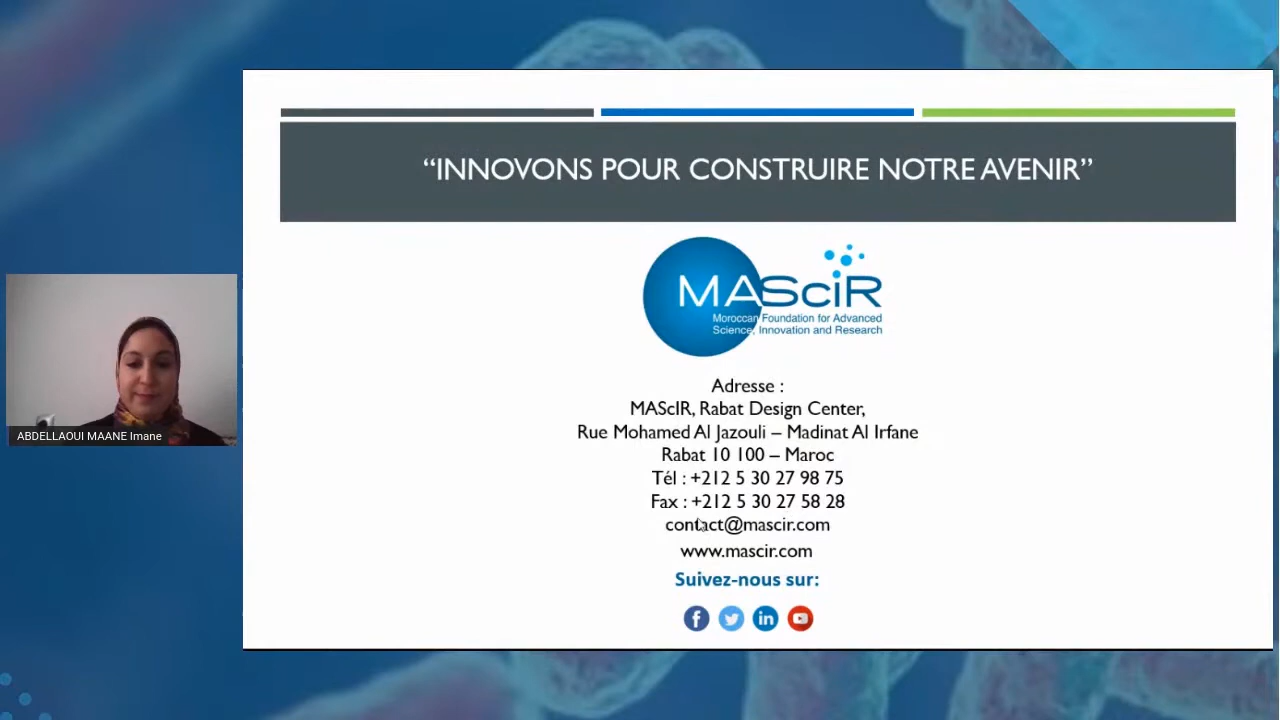 “INNOVONS POUR CONSTRUIRE NOTRE AVENIR”
MASciR
Moroccan Foundation for Advanced
Science, Innovation and Research
Adresse :
MAScIR, Rabat Design Center,
Rue Mohamed Al Jazouli – Madinat Al Irfane
Rabat 10 100 – Maroc
Tél : +212 5 30 27 98 75
Fax : +212 5 30 27 58 28
contact@mascir.com
www.mascir.com
Suivez-nous sur:
ABDELLAOUI MAANE Imane